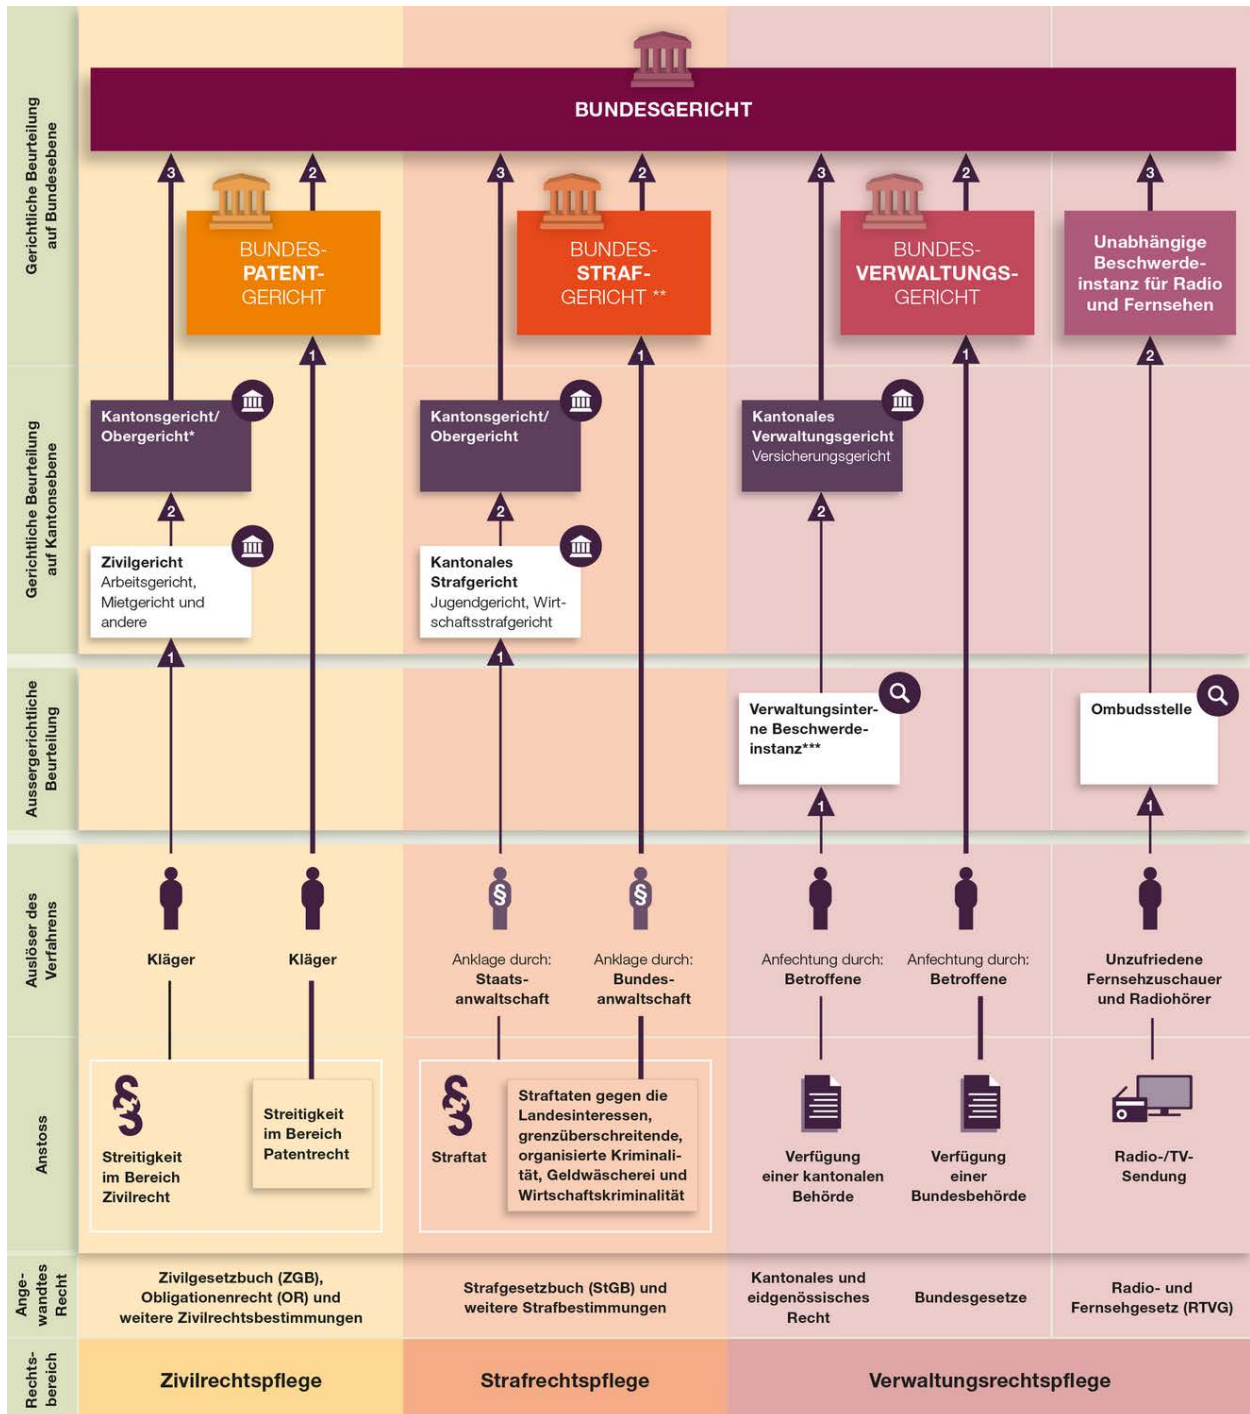 Gerichtliche Beurteilung
auf Bundesebene
BUNDESGERICHT
3
2
3
2
3
2
3
BUNDES-
PATENT-
GERICHT
BUNDES-
STRAF-
GERICHT **
BUNDES-
VERWALTUNGS-
GERICHT
Unabhängige
Beschwerde-
instanz für Radio
und Fernsehen
1
1
1
2
Gerichtliche Beurteilung
auf Kantonsebene
Kantonsgericht/
Obergericht*
Kantonsgericht/
Obergericht
Kantonales
Verwaltungsgericht
Versicherungsgericht
2
2
2
Zivilgericht
Arbeitsgericht,
Mietgericht und
andere
Kantonales
Strafgericht
Jugendgericht, Wirt-
schaftsstrafgericht
1
1
Aussergerichtliche
Beurteilung
Verwaltungsinter-
ne Beschwerde-
instanz***
Ombudsstelle
1
1
Auslöser des
Verfahrens
§
§
Kläger
Kläger
Anklage durch:
Staats-
anwaltschaft
Anklage durch:
Bundes-
anwaltschaft
Anfechtung durch:
Betroffene
Anfechtung durch:
Betroffene
Unzufriedene
Fernsehzuschauer
und Radiohörer
Anstoss
§
Streitigkeit
im Bereich
Zivilrecht
Streitigkeit
im Bereich
Patentrecht
§
Straftat
Straftaten gegen die
Landesinteressen,
grenzüberschreitende,
organisierte Kriminali-
tät, Geldwäscherei und
Wirtschaftskriminalität
Verfügung
einer kantonalen
Behörde
Verfügung
einer
Bundesbehörde
Radio-/TV-
Sendung
Ange-
wandtes
Recht
Zivilgesetzbuch (ZGB),
Obligationenrecht (OR) und
weitere Zivilrechtsbestimmungen
Strafgesetzbuch (StGB) und
weitere Strafbestimmungen
Kantonales und
eidgenössisches
Recht
Bundesgesetze
Radio- und
Fernsehgesetz (RTVG)
Rechts-
bereich
Zivilrechtspflege
Strafrechtspflege
Verwaltungsrechtspflege